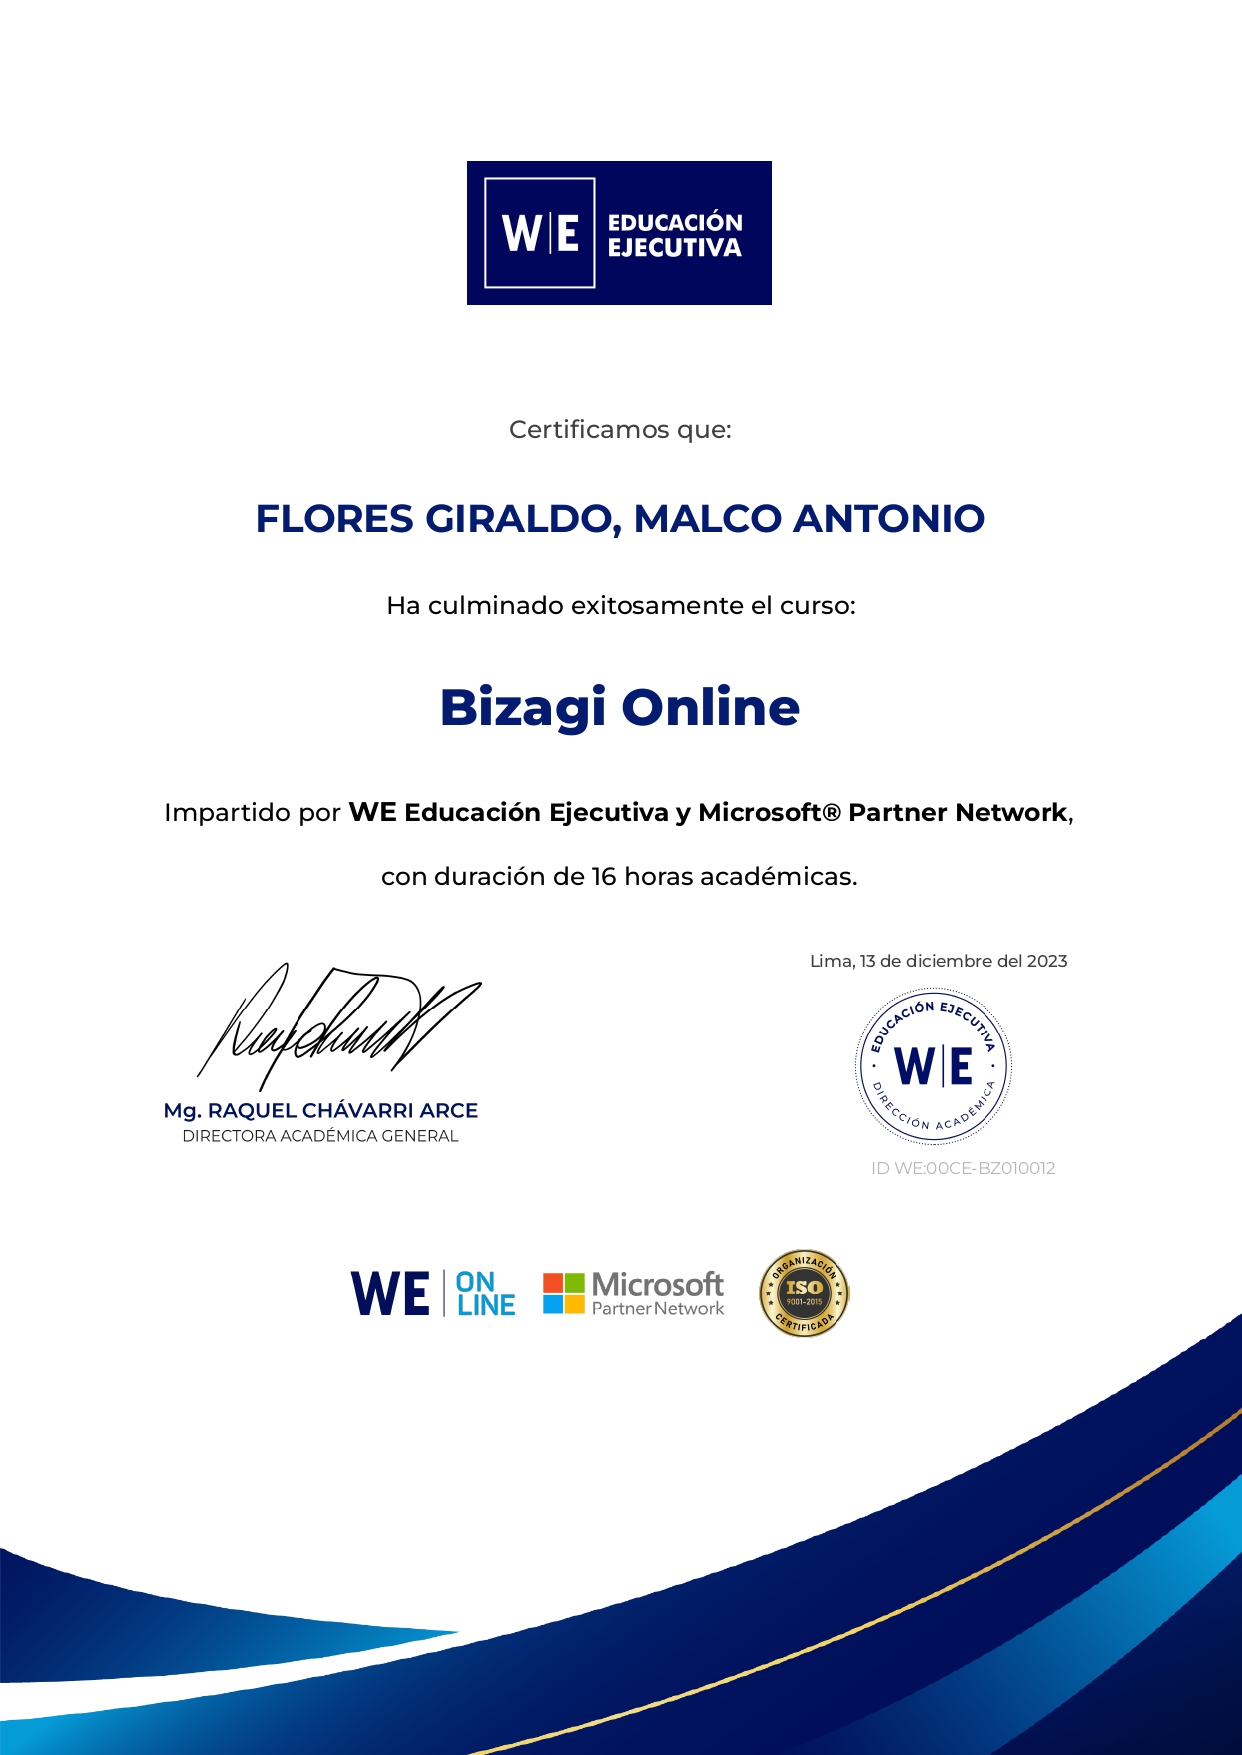 W|E EDUCACIÓN
EJECUTIVA
Certificamos que:
FLORES GIRALDO, MALCO ANTONIO
Ha culminado exitosamente el curso:
Bizagi Online
Impartido por WE Educación Ejecutiva y Microsoft® Partner Network,
con duración de 16 horas académicas.
Lima, 13 de diciembre del 2023
EDUCACIÓN EJECUTIVA
W|E
DIRECCIÓN ACADÉMICA
Mg. RAQUEL CHÁVARRI ARCE
DIRECTORA ACADÉMICA GENERAL
ID WE:00CE-BZ010012
WE | ON
LINE
Microsoft
Partner Network
ORGANIZACIÓN
ISO
9001-2015
CERTIFICADA